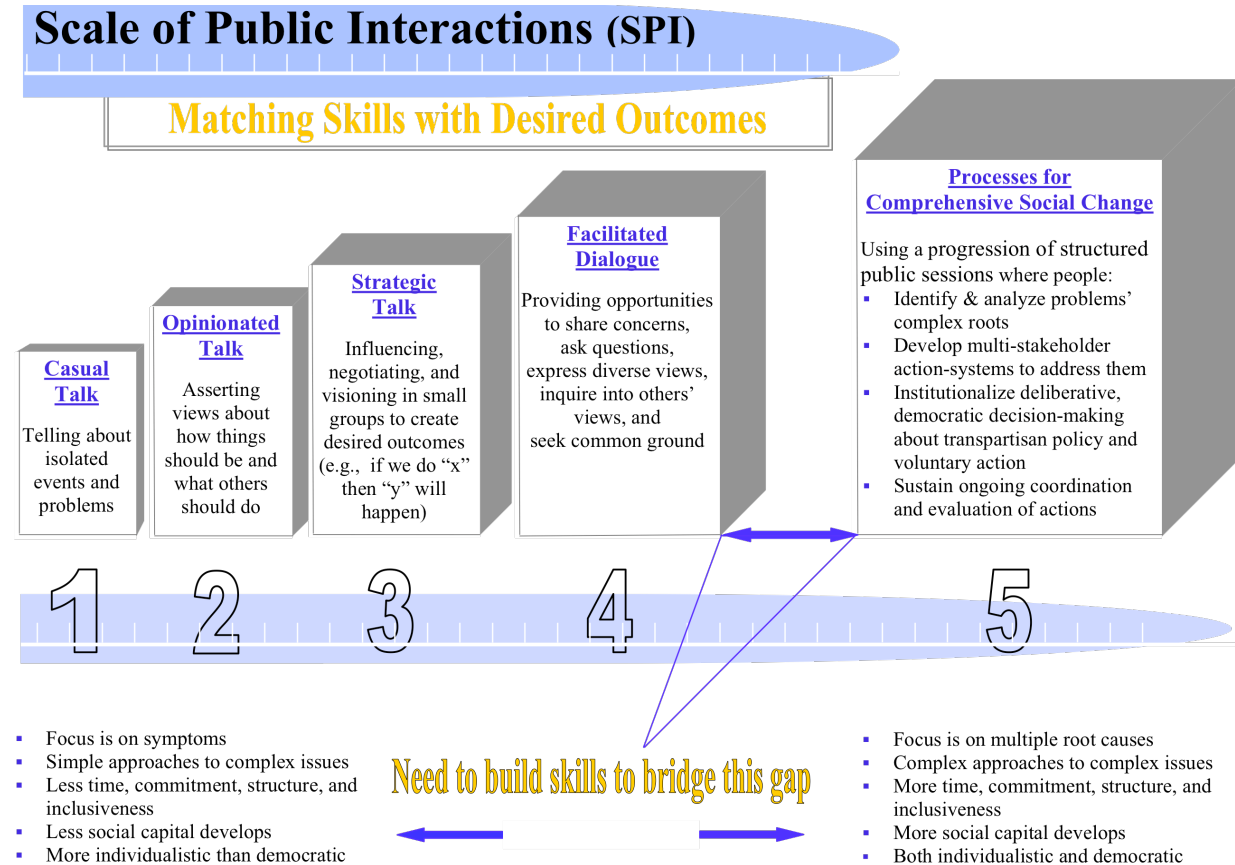 Scale of Public Interactions (SPI)
Matching Skills with Desired Outcomes
Casual
Talk
Telling about
isolated
events and
problems
Opinionated
Talk
Asserting
views about
how things
should be and
what others
should do
Strategic
Talk
Influencing,
negotiating, and
visioning in small
groups to create
desired outcomes
(e.g., if we do “x”
then “y” will
happen)
Facilitated
Dialogue
Providing opportunities
to share concerns,
ask questions,
express diverse views,
inquire into others’
views, and
seek common ground
Processes for
Comprehensive Social Change
Using a progression of structured
public sessions where people:
▪ Identify & analyze problems’
complex roots
▪ Develop multi-stakeholder
action-systems to address them
▪ Institutionalize deliberative,
democratic decision-making
about transpartisan policy and
voluntary action
▪ Sustain ongoing coordination
and evaluation of actions
1 2 3 4 5
▪ Focus is on symptoms
▪ Simple approaches to complex issues
▪ Less time, commitment, structure, and
inclusiveness
▪ Less social capital develops
▪ More individualistic than democratic
Need to build skills to bridge this gap
▪ Focus is on multiple root causes
▪ Complex approaches to complex issues
▪ More time, commitment, structure, and
inclusiveness
▪ More social capital develops
▪ Both individualistic and democratic